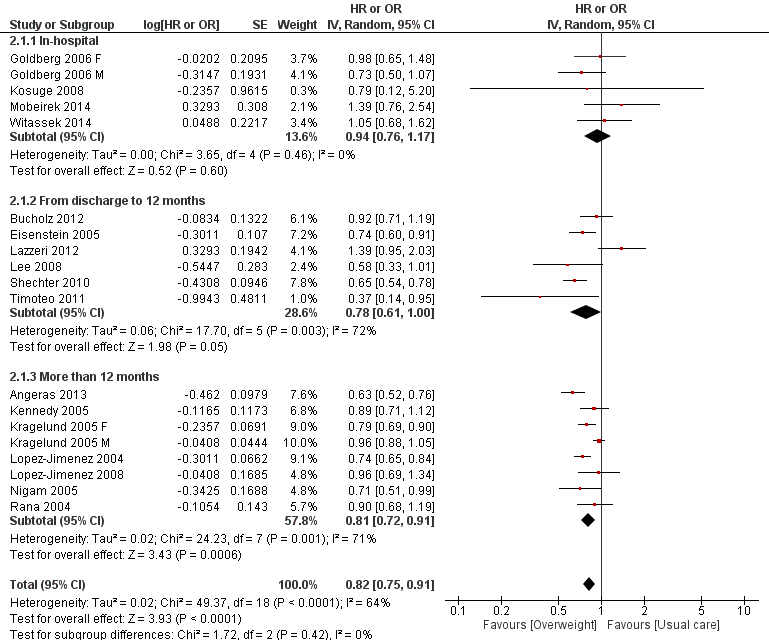 HR or OR HR or OR
Study or Subgroup log[HR or OR] SE Weight IV, Random, 95% CI IV, Random, 95% CI
2.1.1 In-hospital
Goldberg 2006 F -0.0202 0.2095 3.7% 0.98 [0.65, 1.48]
Goldberg 2006 M -0.3147 0.1931 4.1% 0.73 [0.50, 1.07]
Kosuge 2008 -0.2357 0.9615 0.3% 0.79 [0.12, 5.20]
Mobeirek 2014 0.3293 0.308 2.1% 1.39 [0.76, 2.54]
Witassek 2014 0.0488 0.2217 3.4% 1.05 [0.68, 1.62]
Subtotal (95% CI) 13.6% 0.94 [0.76, 1.17]
Heterogeneity: Tau² = 0.00; Chi² = 3.65, df = 4 (P = 0.46); I² = 0%
Test for overall effect: Z = 0.52 (P = 0.60)
2.1.2 From discharge to 12 months
Bucholz 2012 -0.0834 0.1322 6.1% 0.92 [0.71, 1.19]
Eisenstein 2005 -0.3011 0.107 7.2% 0.74 [0.60, 0.91]
Lazzeri 2012 0.3293 0.1942 4.1% 1.39 [0.95, 2.03]
Lee 2008 -0.5447 0.283 2.4% 0.58 [0.33, 1.01]
Shechter 2010 -0.4308 0.0946 7.8% 0.65 [0.54, 0.78]
Timoteo 2011 -0.9943 0.4811 1.0% 0.37 [0.14, 0.95]
Subtotal (95% CI) 28.6% 0.78 [0.61, 1.00]
Heterogeneity: Tau² = 0.06; Chi² = 17.70, df = 5 (P = 0.003); I² = 72%
Test for overall effect: Z = 1.98 (P = 0.05)
2.1.3 More than 12 months
Angeras 2013 -0.462 0.0979 7.6% 0.63 [0.52, 0.76]
Kennedy 2005 -0.1165 0.1173 6.8% 0.89 [0.71, 1.12]
Kragelund 2005 F -0.2357 0.0691 9.0% 0.79 [0.69, 0.90]
Kragelund 2005 M -0.0408 0.0444 10.0% 0.96 [0.88, 1.05]
Lopez-Jimenez 2004 -0.3011 0.0662 9.1% 0.74 [0.65, 0.84]
Lopez-Jimenez 2008 -0.0408 0.1685 4.8% 0.96 [0.69, 1.34]
Nigam 2005 -0.3425 0.1688 4.8% 0.71 [0.51, 0.99]
Rana 2004 -0.1054 0.143 5.7% 0.90 [0.68, 1.19]
Subtotal (95% CI) 57.8% 0.81 [0.72, 0.91]
Heterogeneity: Tau² = 0.02; Chi² = 24.23, df = 7 (P = 0.001); I² = 71%
Test for overall effect: Z = 3.43 (P = 0.0006)
Total (95% CI) 100.0% 0.82 [0.75, 0.91]
Heterogeneity: Tau² = 0.02; Chi² = 49.37, df = 18 (P < 0.0001); I² = 64%
Test for overall effect: Z = 3.93 (P < 0.0001)
Test for subgroup differences: Chi² = 1.72, df = 2 (P = 0.42), I² = 0%
0.1 0.2 0.5 1 2 5 10
Favours [Overweight] Favours [Usual care]